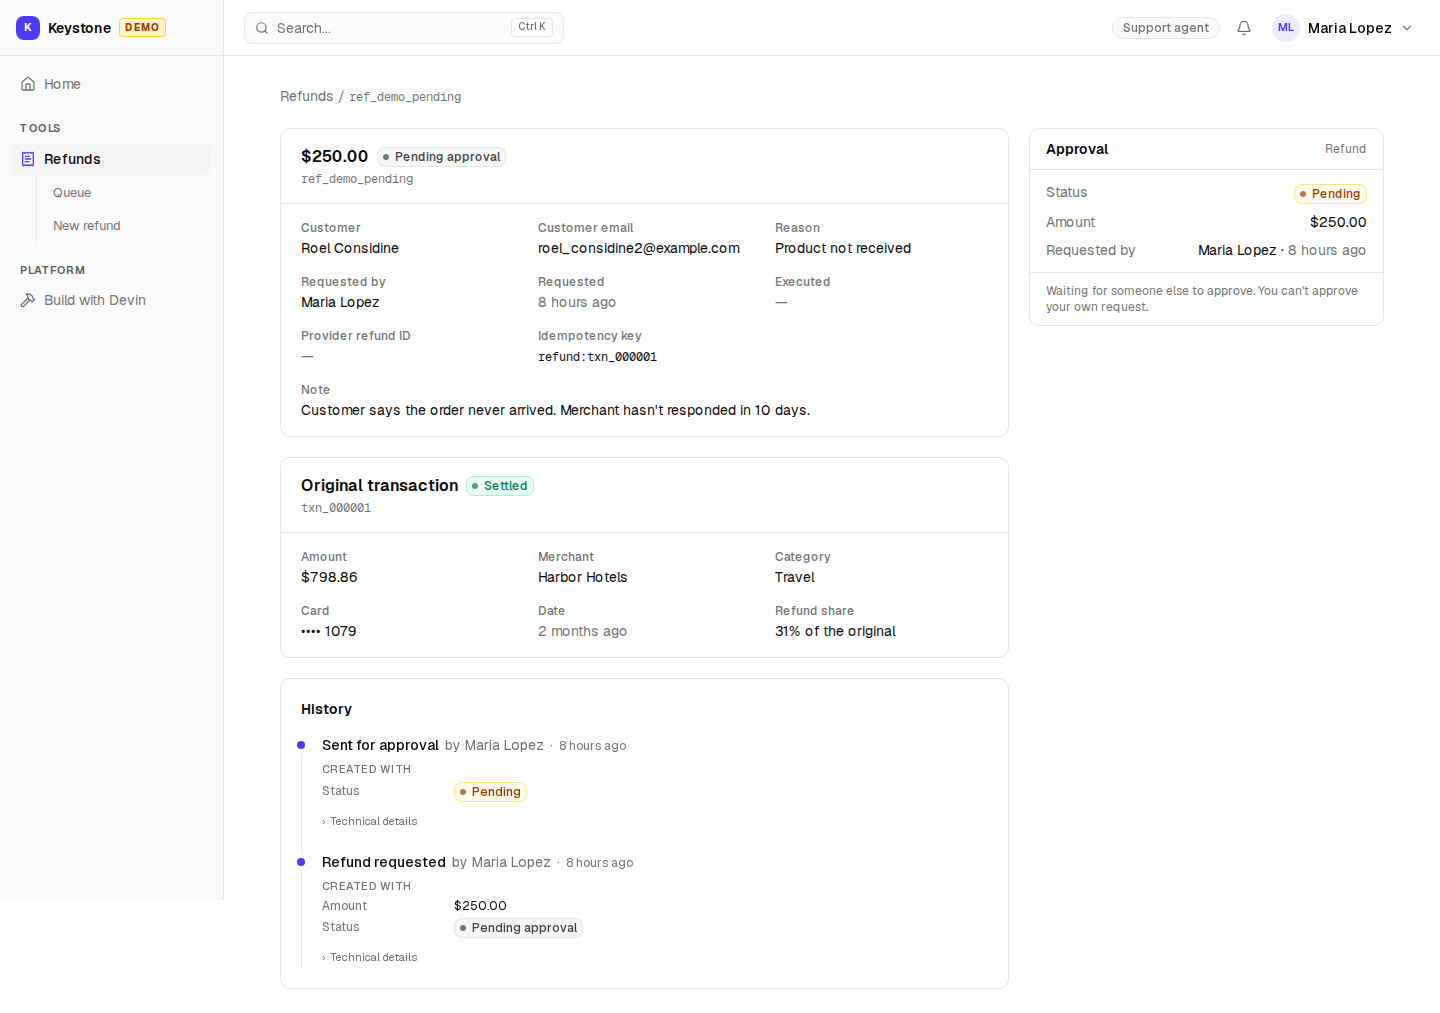 K Keystone DEMO
Search...
Ctrl K
Support agent
ML Maria Lopez
Home
TOOLS
Refunds
Queue
New refund
PLATFORM
Build with Devin
Refunds / ref_demo_pending
$250.00 Pending approval
ref_demo_pending
Customer
Roel Considine
Customer email
roel_considine2@example.com
Reason
Product not received
Requested by
Maria Lopez
Requested
8 hours ago
Executed
—
Provider refund ID
—
Idempotency key
refund:txn_000001
Note
Customer says the order never arrived. Merchant hasn't responded in 10 days.
Approval
Refund
Status
Pending
Amount
$250.00
Requested by
Maria Lopez · 8 hours ago
Waiting for someone else to approve. You can't approve
your own request.
Original transaction Settled
txn_000001
Amount
$798.86
Merchant
Harbor Hotels
Category
Travel
Card
•••• 1079
Date
2 months ago
Refund share
31% of the original
History
Sent for approval by Maria Lopez · 8 hours ago
CREATED WITH
Status Pending
› Technical details
Refund requested by Maria Lopez · 8 hours ago
CREATED WITH
Amount $250.00
Status Pending approval
› Technical details